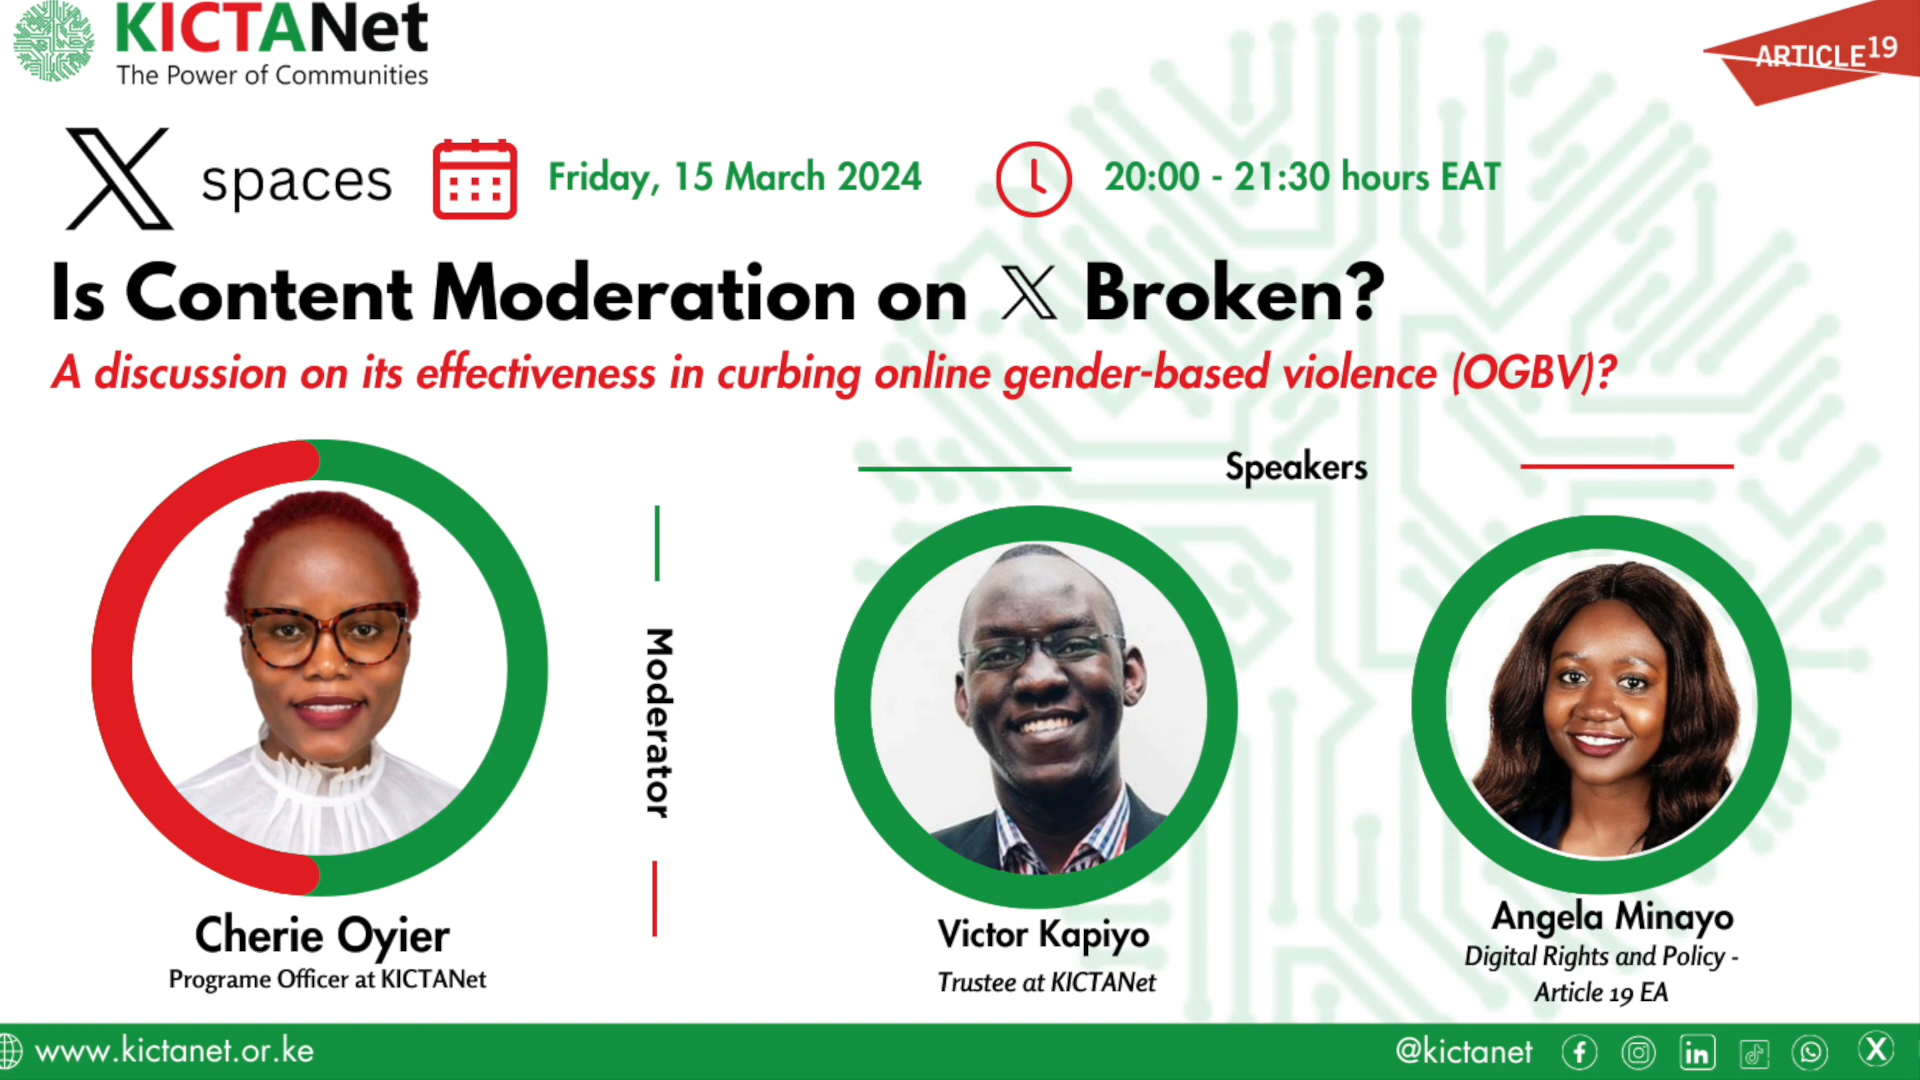 KICTANet
The Power of Communities
ARTICLE19
X spaces
Friday, 15 March 2024
20:00 - 21:30 hours EAT
Is Content Moderation on X Broken?
A discussion on its effectiveness in curbing online gender-based violence (OGBV)?
Speakers
Moderator
Cherie Oyier
Programe Officer at KICTANet
Victor Kapiyo
Trustee at KICTANet
Angela Minayo
Digital Rights and Policy -
Article 19 EA
www.kictanet.or.ke
@kictanet